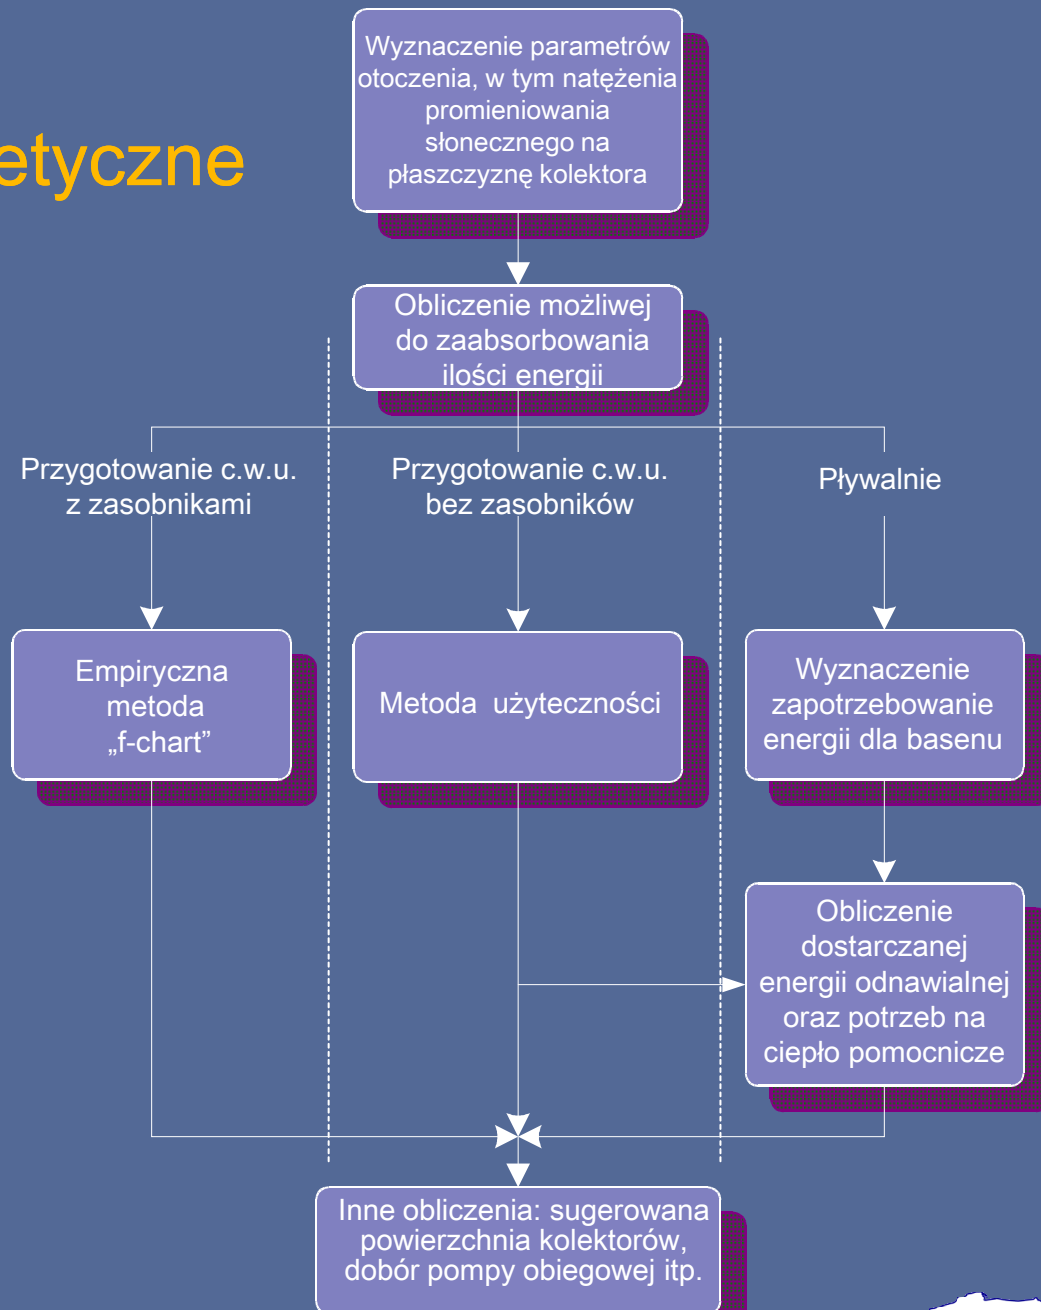 Wyznaczenie parametrów
otoczenia, w tym natężenia
promieniowania
słonecznego na
płaszczyznę kolektora
etyczne
Obliczenie możliwej
do zaabsorbowania
ilości energii
Przygotowanie c.w.u.
z zasobnikami
Przygotowanie c.w.u.
bez zasobników
Pływalnie
Empiryczna
metoda
„f-chart”
Metoda użyteczności
Wyznaczenie
zapotrzebowanie
energii dla basenu
Obliczenie
dostarczanej
energii odnawialnej
oraz potrzeb na
ciepło pomocnicze
Inne obliczenia: sugerowana
powierzchnia kolektorów,
dobór pompy obiegowej itp.